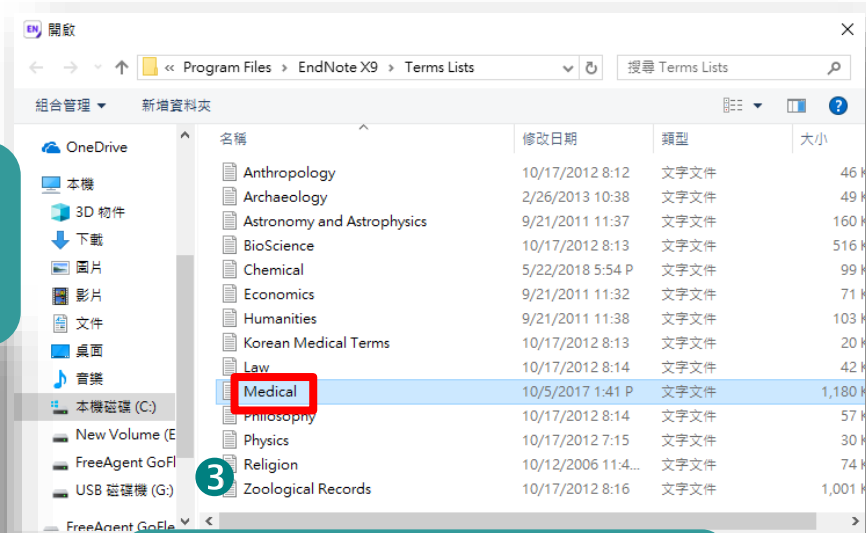 EN 開啟
« Program Files › EndNote X9 › Terms Lists
搜尋 Terms Lists
組合管理 新增資料夾
OneDrive
本機
3D 物件
下載
圖片
影片
文件
桌面
音樂
本機磁碟 (C:)
New Volume (E
FreeAgent GoFl
USB 磁碟機 (G:)
FreeAgent GoFle
名稱 修改日期 類型 大小
Anthropology 10/17/2012 8:12 文字文件 46 K
Archaeology 2/26/2013 10:38 文字文件 49 K
Astronomy and Astrophysics 9/21/2011 11:37 文字文件 160 K
BioScience 10/17/2012 8:13 文字文件 516 K
Chemical 5/22/2018 5:54 P 文字文件 99 K
Economics 9/21/2011 11:32 文字文件 71 K
Humanities 9/21/2011 11:38 文字文件 103 K
Korean Medical Terms 10/17/2012 8:13 文字文件 20 K
Law 10/17/2012 8:14 文字文件 42 K
Medical 10/5/2017 1:41 P 文字文件 1,180 K
Philosophy 10/17/2012 8:14 文字文件 57 K
Physics 10/17/2012 7:15 文字文件 30 K
Religion 10/12/2006 11:4... 文字文件 74 K
3 Zoological Records 10/17/2012 8:16 文字文件 1,001 K